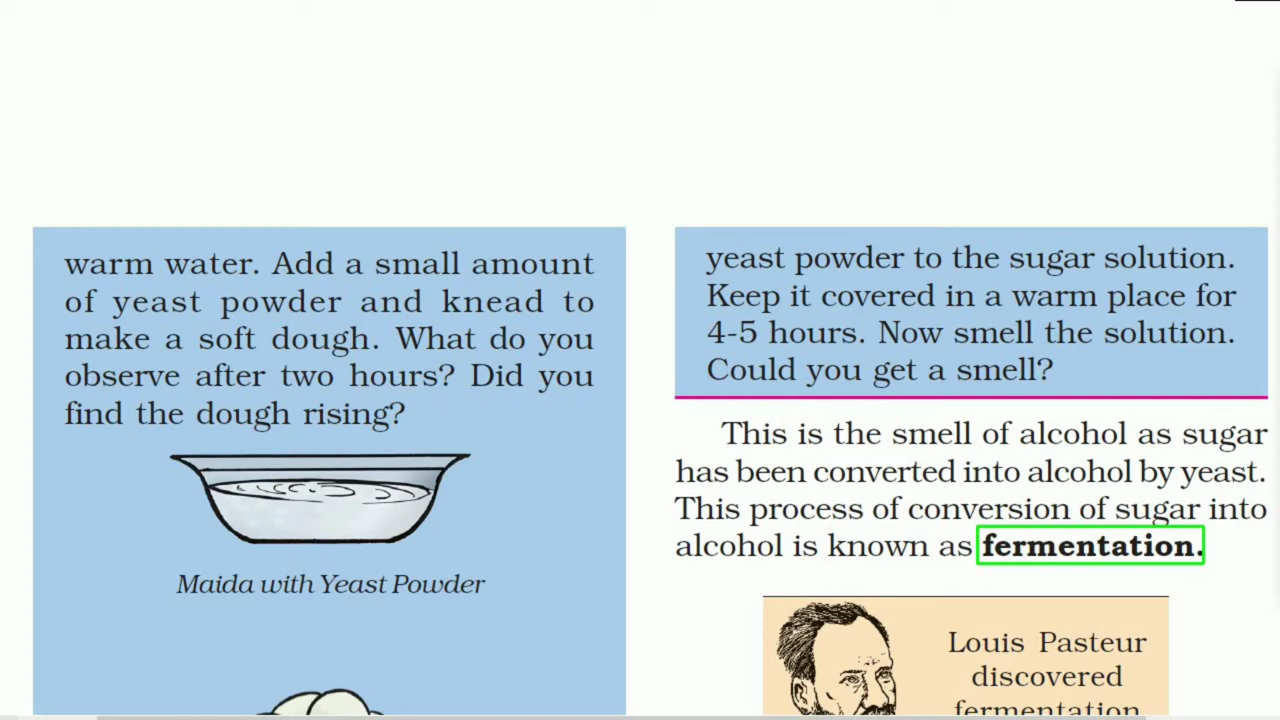 warm water. Add a small amount
of yeast powder and knead to
make a soft dough. What do you
observe after two hours? Did you
find the dough rising?
Maida with Yeast Powder
yeast powder to the sugar solution.
Keep it covered in a warm place for
4-5 hours. Now smell the solution.
Could you get a smell?
This is the smell of alcohol as sugar
has been converted into alcohol by yeast.
This process of conversion of sugar into
alcohol is known as fermentation.
Louis Pasteur
discovered
fermentation